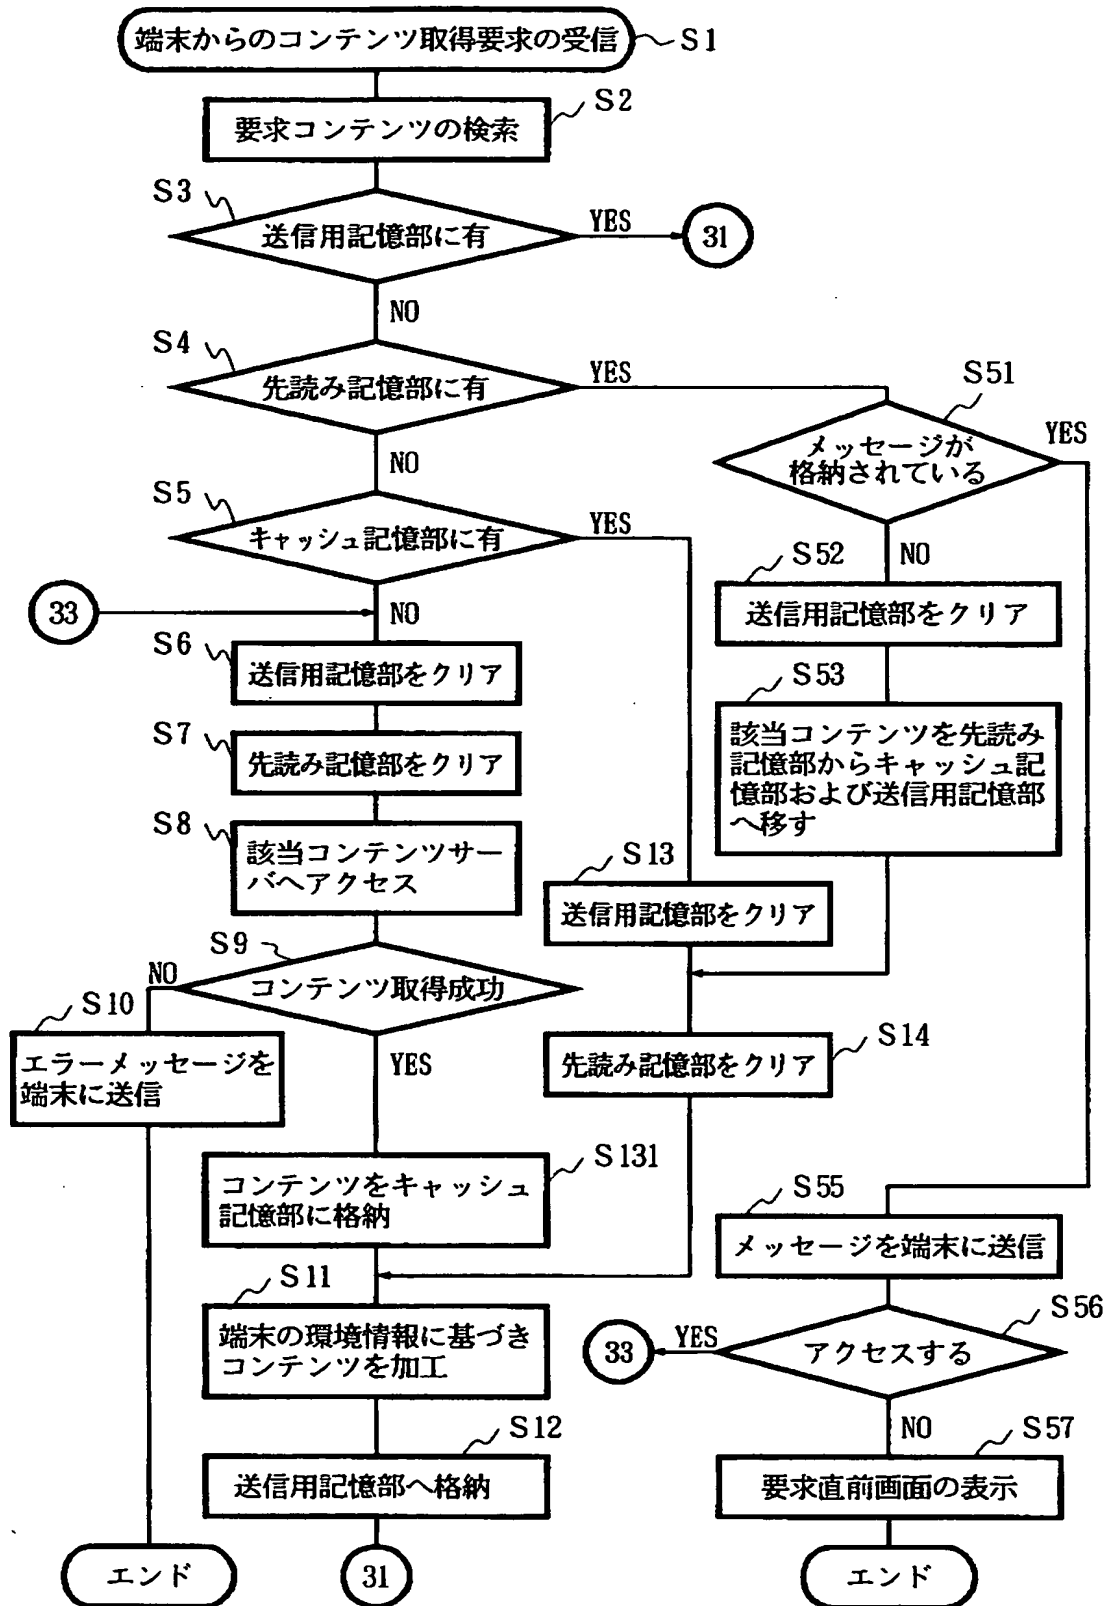 端末からのコンテンツ取得要求の受信
S1
S2
要求コンテンツの検索
S3
送信用記憶部に有
YES
31
NO
S4
先読み記憶部に有
YES
NO
S51
メッセージが
格納されている
YES
NO
S5
キャッシュ記憶部に有
YES
33
NO
S52
送信用記憶部をクリア
S6
送信用記憶部をクリア
S53
該当コンテンツを先読み
記憶部からキャッシュ記
憶部および送信用記憶部
へ移す
S7
先読み記憶部をクリア
S8
該当コンテンツサー
バへアクセス
S13
送信用記憶部をクリア
S9
コンテンツ取得成功
NO
YES
S10
エラーメッセージを
端末に送信
S14
先読み記憶部をクリア
S131
コンテンツをキャッシュ
記憶部に格納
S55
メッセージを端末に送信
S11
端末の環境情報に基づき
コンテンツを加工
S56
アクセスする
YES
33
NO
S12
送信用記憶部へ格納
S57
要求直前画面の表示
エンド
31
エンド